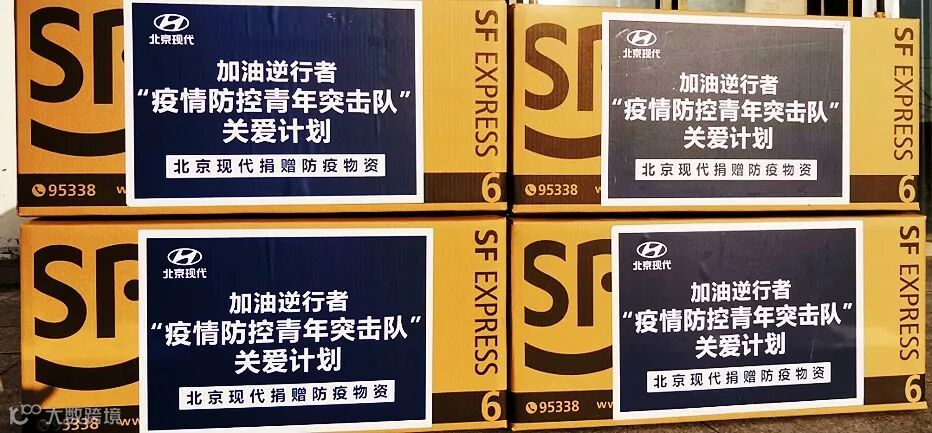 SF
北京现代
加油逆行者
“疫情防控青年突击队”
关爱计划
北京现代捐赠防疫物资
95338
SF EXPRESS
6
SF
北京现代
加油逆行者
“疫情防控青年突击队”
关爱计划
北京现代捐赠防疫物资
95338
SF EXPRESS
6
SF
北京现代
加油逆行者
“疫情防控青年突击队”
关爱计划
北京现代捐赠防疫物资
95338 ww
SF EXPRESS
6
SF
北京现代
加油逆行者
“疫情防控青年突击队”
关爱计划
北京现代捐赠防疫物资
95338
SF EXPRESS
6
大数跨境